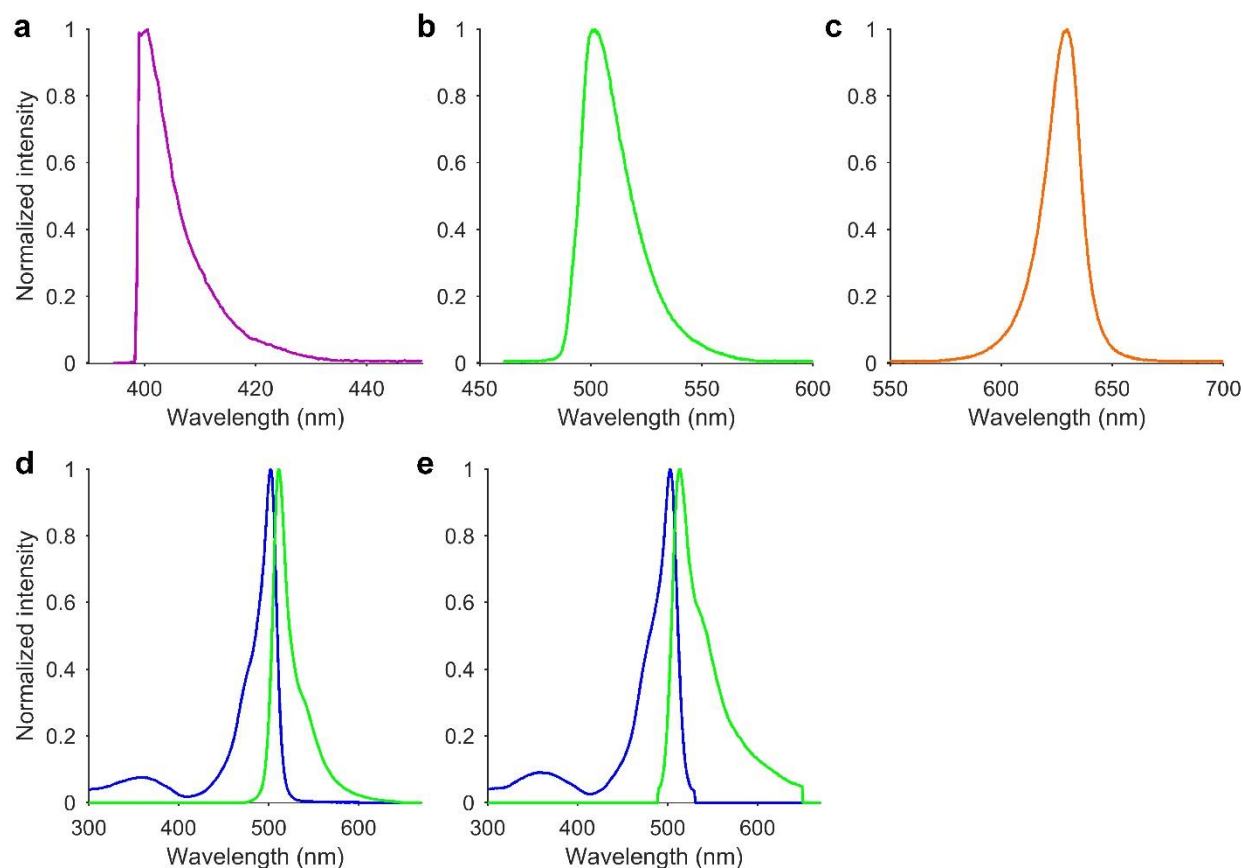 a b c
1 1 1
0.8 0.8 0.8
0.6 0.6 0.6
0.4 0.4 0.4
0.2 0.2 0.2
0 0 0
Normalized intensity
400 420 440 450 500 550 600 550 600 650 700
Wavelength (nm) Wavelength (nm) Wavelength (nm)
d e
1 1
0.8 0.8
0.6 0.6
0.4 0.4
0.2 0.2
0 0
Normalized intensity
300 400 500 600 300 400 500 600
Wavelength (nm) Wavelength (nm)